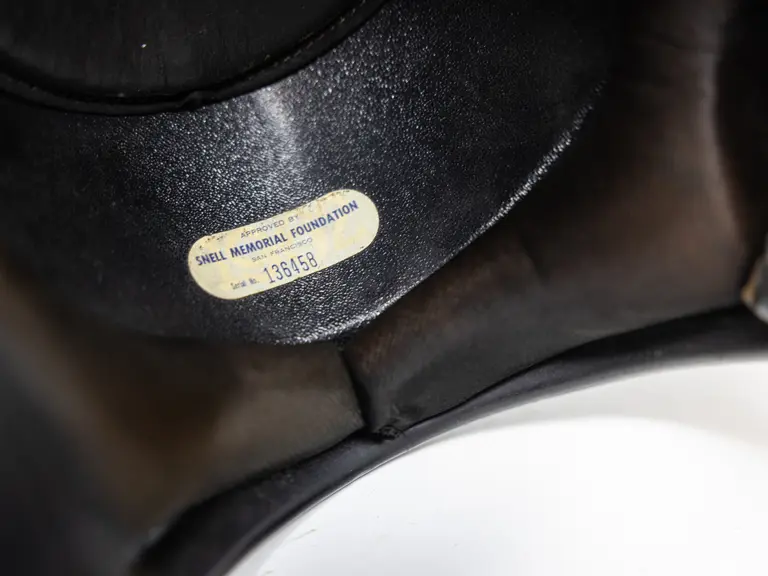 APPROVED BY
SNELL MEMORIAL FOUNDATION
SAN FRANCISCO
Serial No. 136458